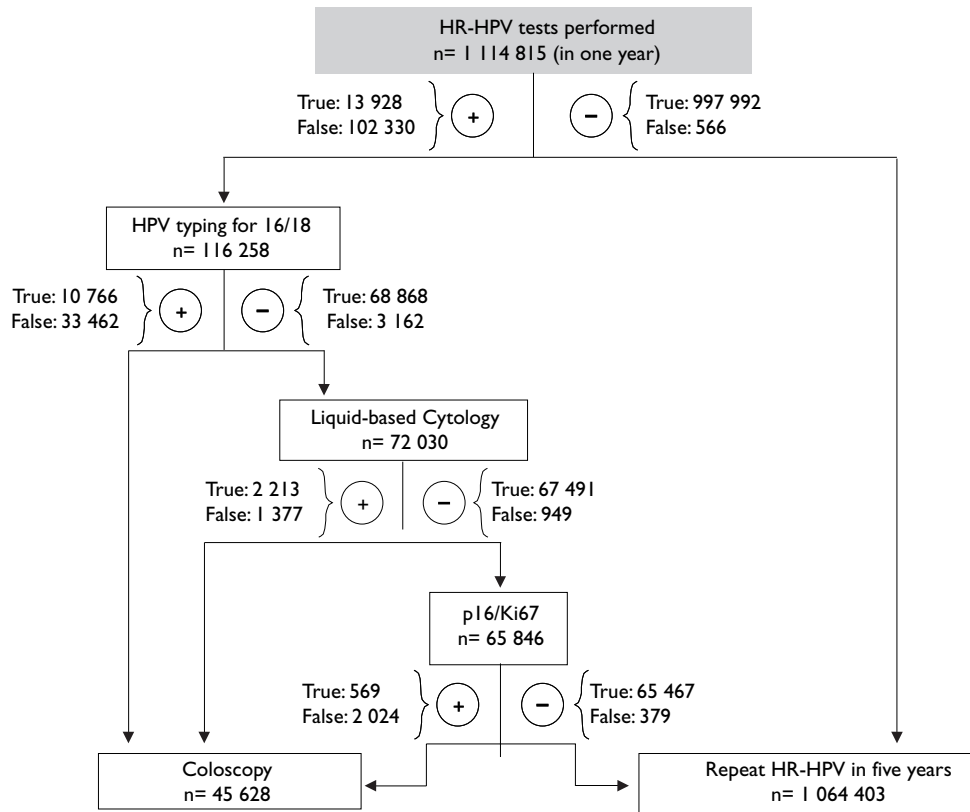 HR-HPV tests performed
n= 1 114 815 (in one year)
True: 13 928
False: 102 330
+
−
True: 997 992
False: 566
HPV typing for 16/18
n= 116 258
True: 10 766
False: 33 462
+
−
True: 68 868
False: 3 162
Liquid-based Cytology
n= 72 030
True: 2 213
False: 1 377
+
−
True: 67 491
False: 949
p16/Ki67
n= 65 846
True: 569
False: 2 024
+
−
True: 65 467
False: 379
Coloscopy
n= 45 628
Repeat HR-HPV in five years
n= 1 064 403